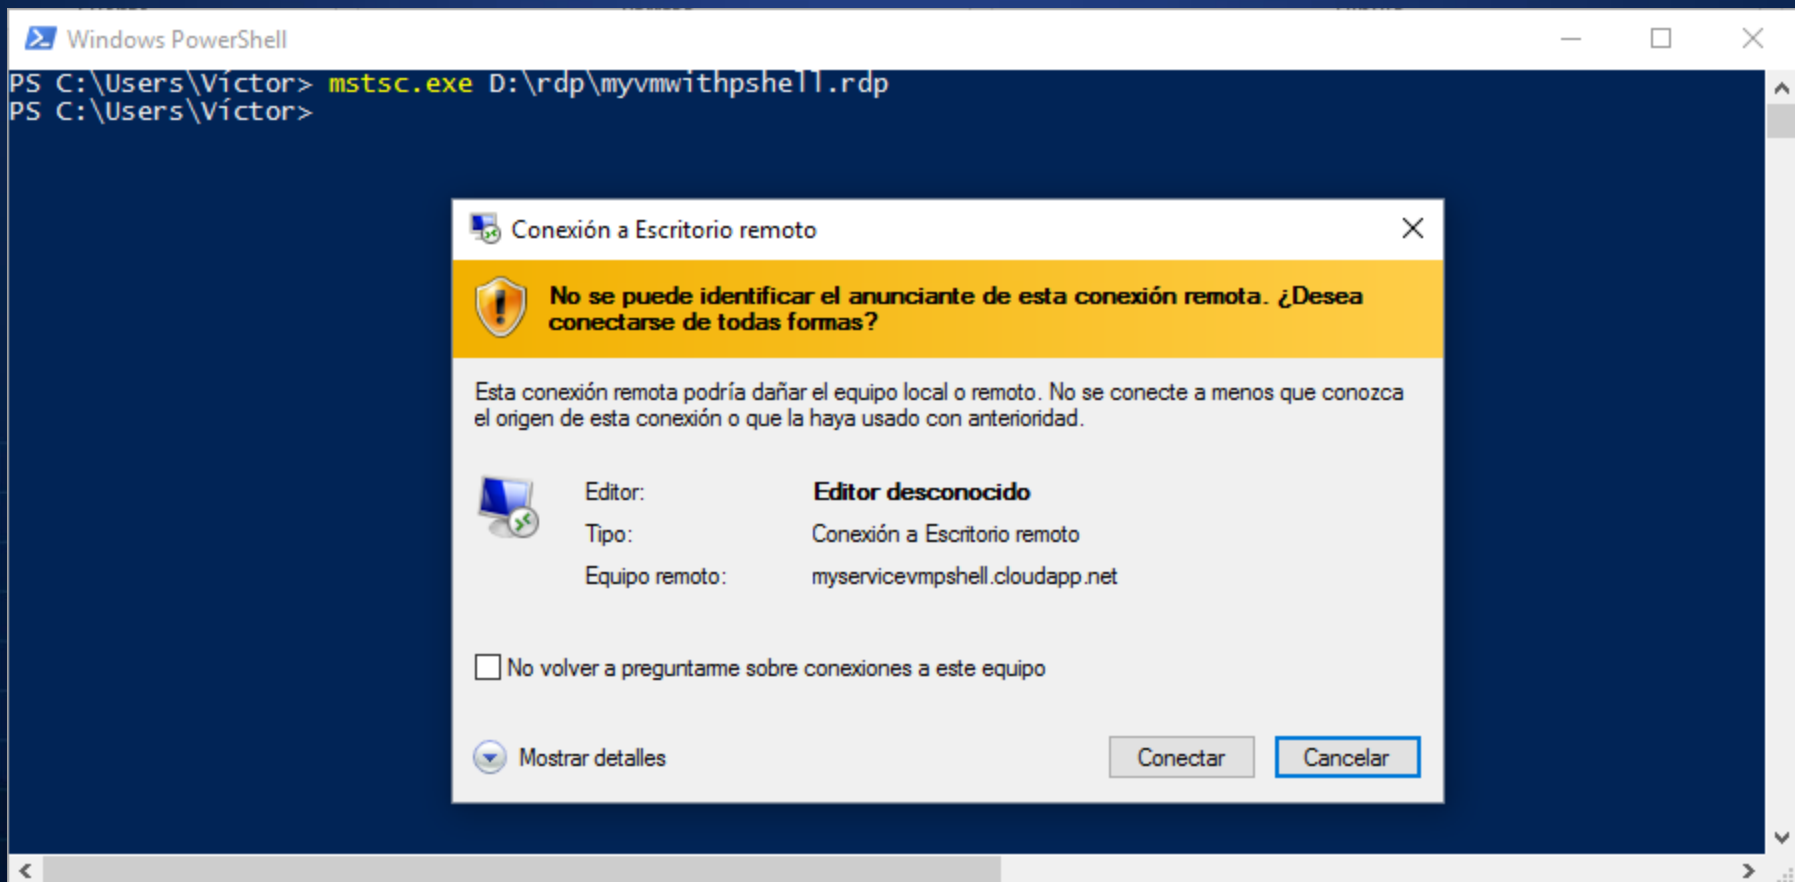 Windows PowerShell
PS C:\Users\Víctor> mstsc.exe D:\rdp\myvmwithpshell.rdp
PS C:\Users\Víctor>
Conexión a Escritorio remoto
No se puede identificar el anunciante de esta conexión remota. ¿Desea
conectarse de todas formas?
Esta conexión remota podría dañar el equipo local o remoto. No se conecte a menos que conozca
el origen de esta conexión o que la haya usado con anterioridad.
Editor: Editor desconocido
Tipo: Conexión a Escritorio remoto
Equipo remoto: myservicevmpshell.cloudapp.net
No volver a preguntarme sobre conexiones a este equipo
Mostrar detalles Conectar Cancelar